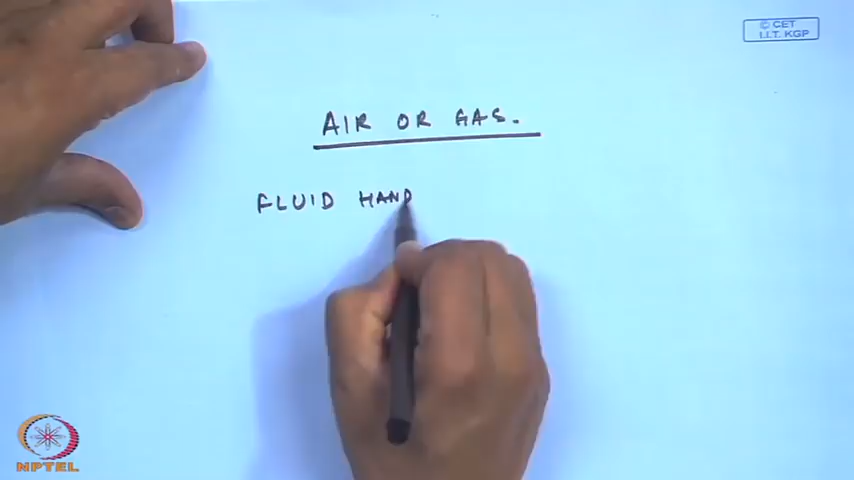 © CET
I.I.T. KGP
AIR OR GAS.
FLUID HAND
NPTEL